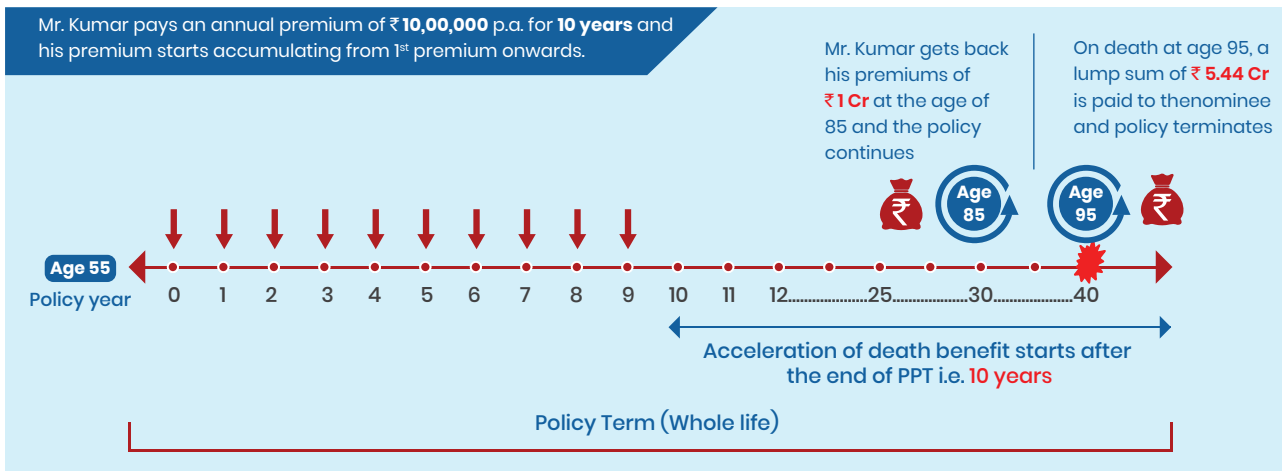 Mr. Kumar pays an annual premium of ₹ 10,00,000 p.a. for 10 years and
his premium starts accumulating from 1st premium onwards.
Mr. Kumar gets back
his premiums of
₹ 1 Cr at the age of
85 and the policy
continues
On death at age 95, a
lump sum of ₹ 5.44 Cr
is paid to thenominee
and policy terminates
₹
Age
85
Age
95
₹
Age 55
Policy year
0 1 2 3 4 5 6 7 8 9 10 11 12....................25....................30....................40
Acceleration of death benefit starts after
the end of PPT i.e. 10 years
Policy Term (Whole life)